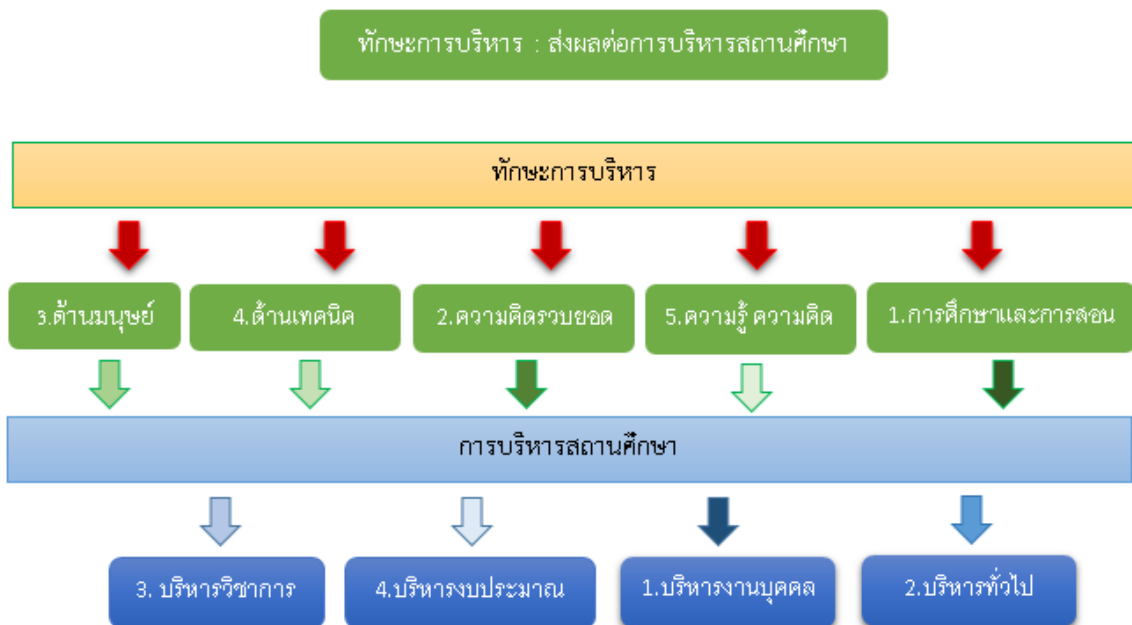 ทักษะการบริหาร : ส่งผลต่อการบริหารสถานศึกษา
ทักษะการบริหาร
3.ด้านมนุษย์
4.ด้านเทคนิค
2.ความคิดรวบยอด
5.ความรู้ ความคิด
1.การศึกษาและการสอน
การบริหารสถานศึกษา
3. บริหารวิชาการ
4.บริหารงบประมาณ
1.บริหารงานบุคคล
2.บริหารทั่วไป